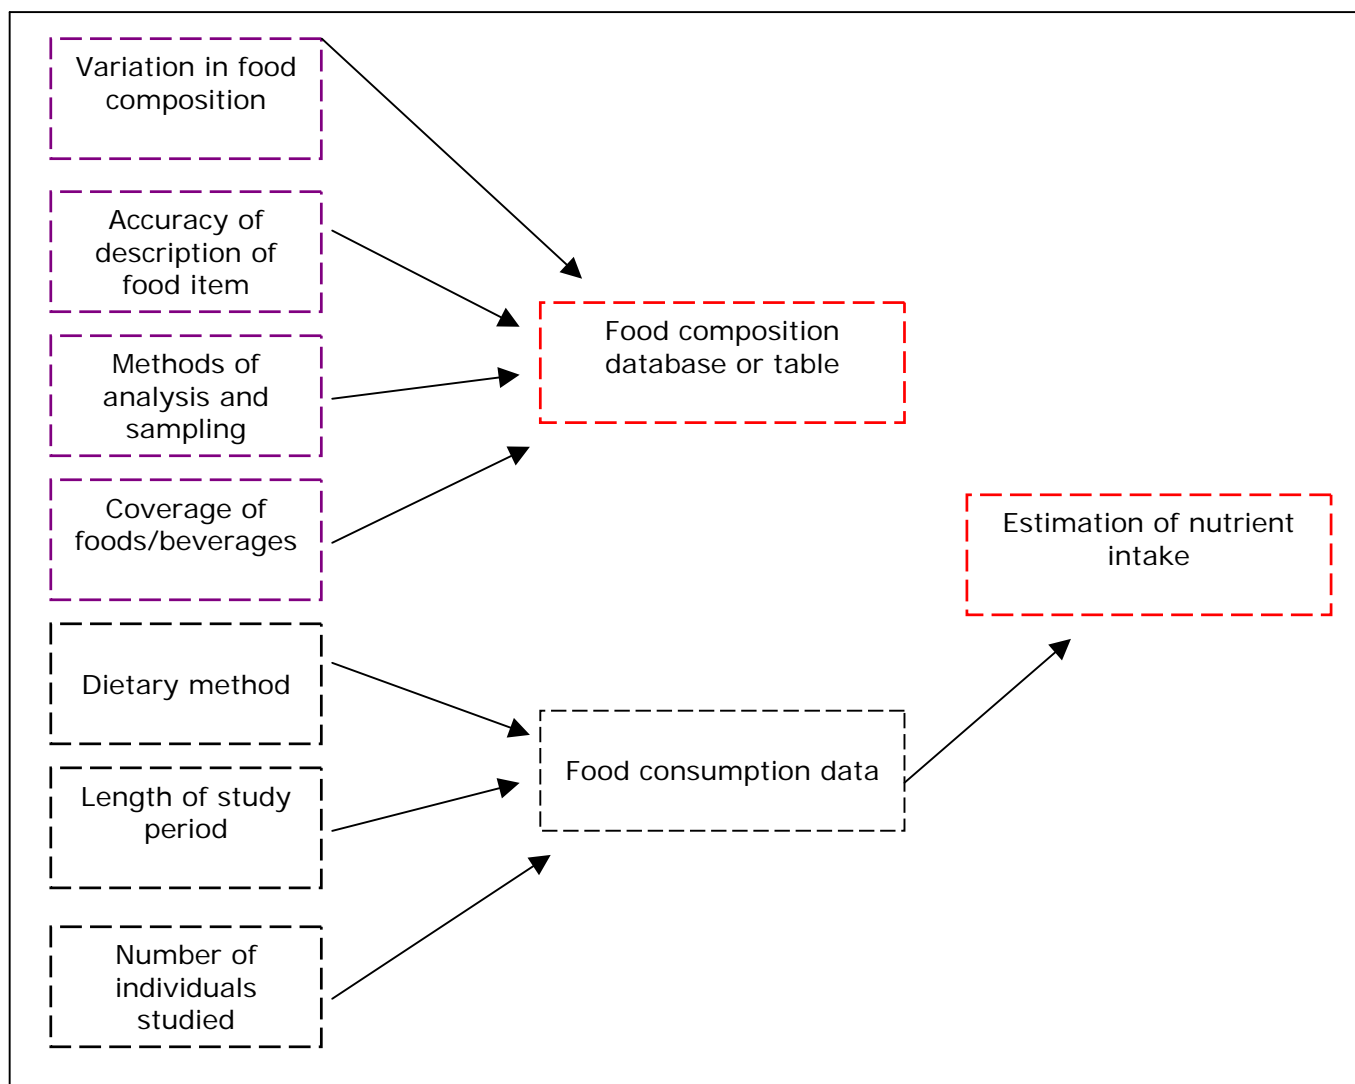 Variation in food
composition
Accuracy of
description of
food item
Methods of
analysis and
sampling
Coverage of
foods/beverages
Dietary method
Length of study
period
Number of
individuals
studied
Food composition
database or table
Food consumption data
Estimation of nutrient
intake